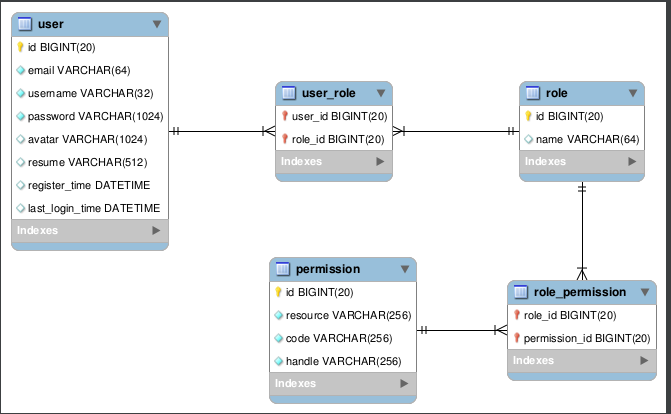 user
id BIGINT(20)
email VARCHAR(64)
username VARCHAR(32)
password VARCHAR(1024)
avatar VARCHAR(1024)
resume VARCHAR(512)
register_time DATETIME
last_login_time DATETIME
Indexes
user_role
user_id BIGINT(20)
role_id BIGINT(20)
Indexes
role
id BIGINT(20)
name VARCHAR(64)
Indexes
permission
id BIGINT(20)
resource VARCHAR(256)
code VARCHAR(256)
handle VARCHAR(256)
Indexes
role_permission
role_id BIGINT(20)
permission_id BIGINT(20)
Indexes